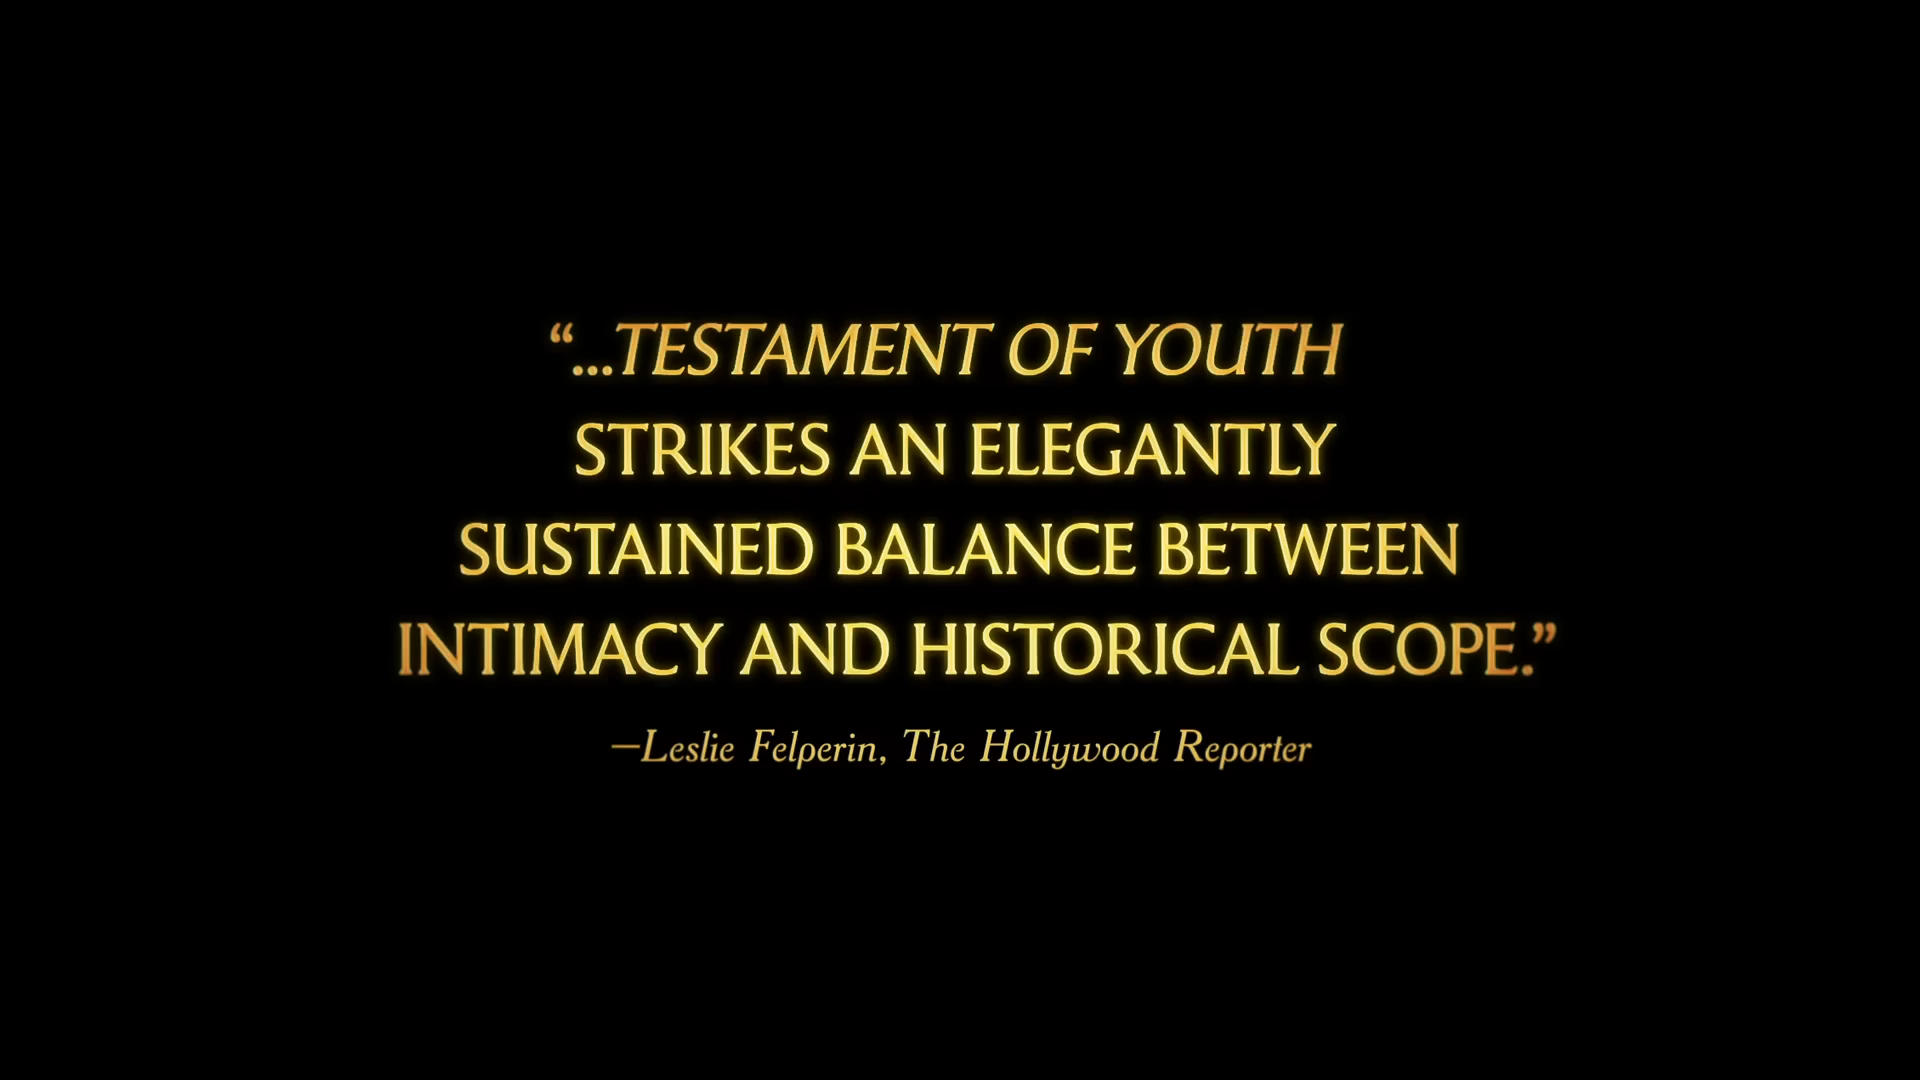 “...TESTAMENT OF YOUTH
STRIKES AN ELEGANTLY
SUSTAINED BALANCE BETWEEN
INTIMACY AND HISTORICAL SCOPE.”
—Leslie Felperin, The Hollywood Reporter